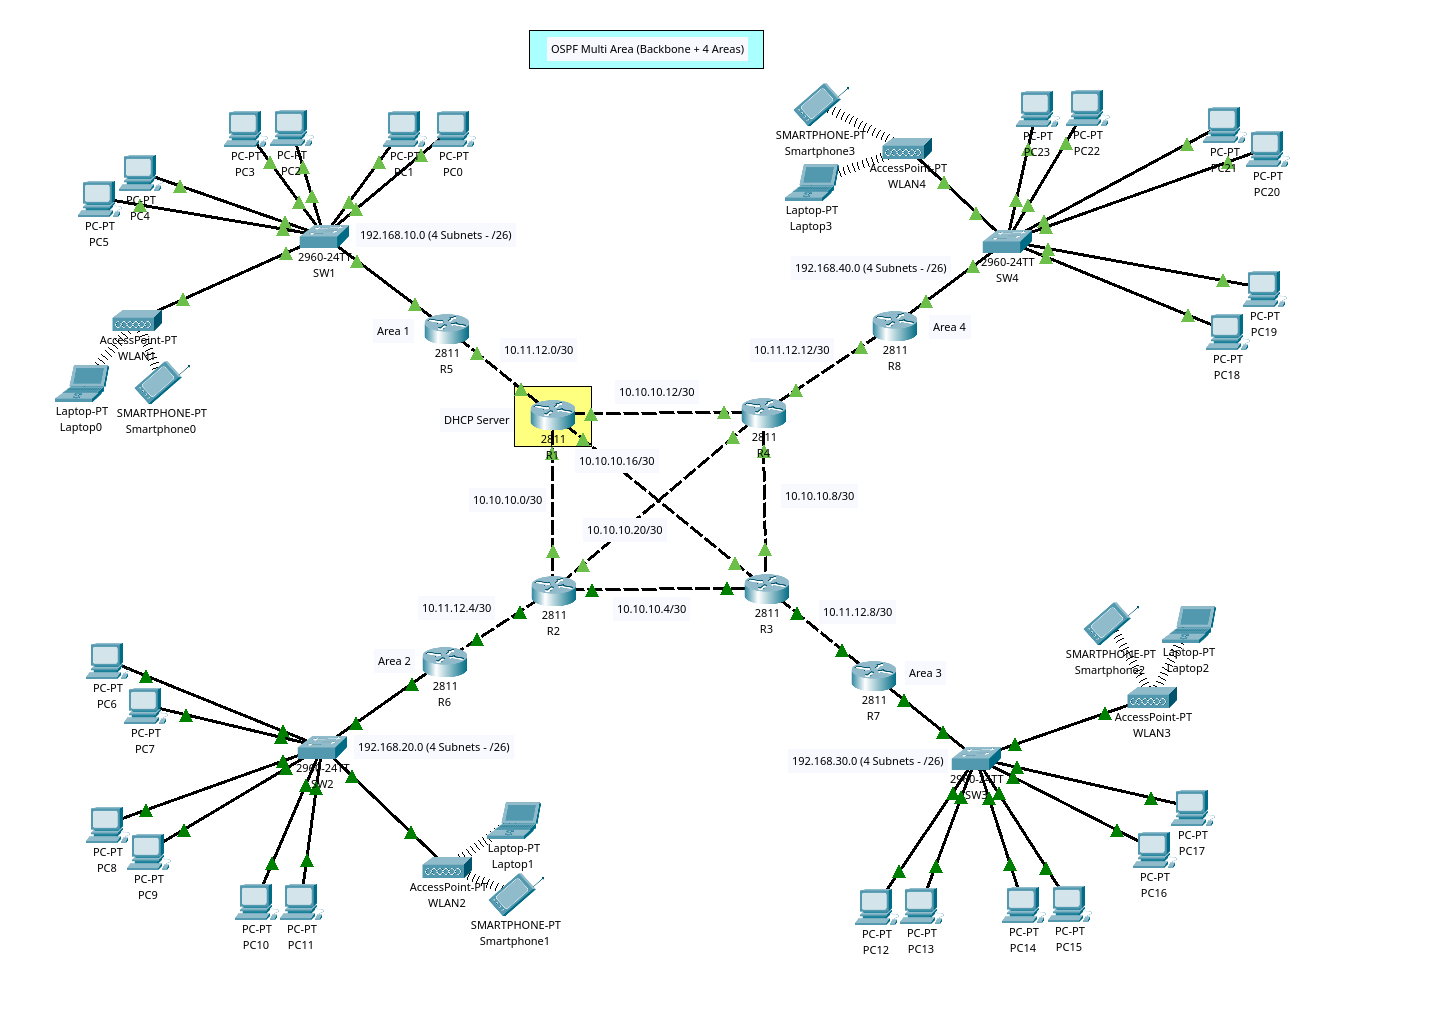 OSPF Multi Area (Backbone + 4 Areas)
PC-PT
PC3
PC-PT
PC2
PC-PT
PC1
PC-PT
PC0
PC-PT
PC4
PC-PT
PC5
192.168.10.0 (4 Subnets - /26)
2960-24TT
SW1
AccessPoint-PT
WLAN1
Laptop-PT
Laptop0
SMARTPHONE-PT
Smartphone0
Area 1
2811
R5
10.11.12.0/30
SMARTPHONE-PT
Smartphone3
AccessPoint-PT
WLAN4
Laptop-PT
Laptop3
PC-PT
PC23
PC-PT
PC22
PC-PT
PC21
PC-PT
PC20
2960-24TT
SW4
192.168.40.0 (4 Subnets - /26)
PC-PT
PC19
PC-PT
PC18
Area 4
2811
R8
10.11.12.12/30
DHCP Server
2811
R1
10.10.10.12/30
2811
R4
10.10.10.16/30
10.10.10.0/30
10.10.10.8/30
10.10.10.20/30
2811
R2
10.10.10.4/30
2811
R3
10.11.12.4/30
10.11.12.8/30
Area 2
2811
R6
Area 3
2811
R7
PC-PT
PC6
PC-PT
PC7
2960-24TT
SW2
192.168.20.0 (4 Subnets - /26)
PC-PT
PC8
PC-PT
PC9
PC-PT
PC10
PC-PT
PC11
Laptop-PT
Laptop1
AccessPoint-PT
WLAN2
SMARTPHONE-PT
Smartphone1
SMARTPHONE-PT
Smartphone2
Laptop-PT
Laptop2
AccessPoint-PT
WLAN3
192.168.30.0 (4 Subnets - /26)
2960-24TT
SW3
PC-PT
PC17
PC-PT
PC16
PC-PT
PC12
PC-PT
PC13
PC-PT
PC14
PC-PT
PC15